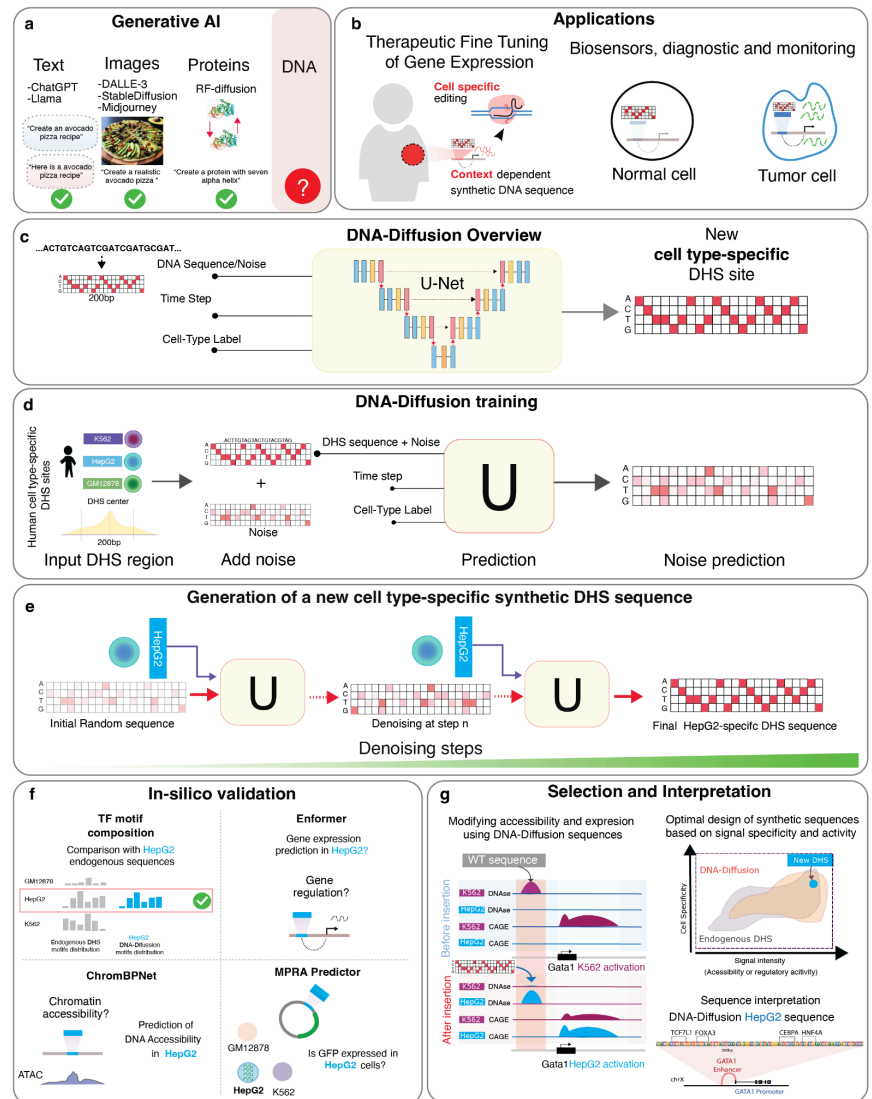 a
Generative AI
Text
-ChatGPT
-Llama
"Create an avocado
pizza recipe"
"Here is a avocado
pizza recipe"
Images
-DALLE-3
-StableDiffusion
-Midjourney
"Create a realistic
avocado pizza "
Proteins
RF-diffusion
"Create a protein with seven
alpha helix"
DNA
?
b
Applications
Therapeutic Fine Tuning
of Gene Expression
Cell specific
editing
Context dependent
synthetic DNA sequence
Biosensors, diagnostic and monitoring
Normal cell
Tumor cell
c
DNA-Diffusion Overview
...ACTGTCAGTCGATCGATGCGAT...
A
C
T
G
200bp
DNA Sequence/Noise
Time Step
Cell-Type Label
U-Net
New
cell type-specific
DHS site
A
C
T
G
d
DNA-Diffusion training
Human cell type-specific
DHS sites
K562
HepG2
GM12878
DHS center
200bp
Input DHS region
ACTTGTAGTACTGTACGTAG
A
C
T
G
+
A
C
T
G
Noise
Add noise
DHS sequence + Noise
Time step
Cell-Type Label
U
Prediction
A
C
T
G
Noise prediction
e
Generation of a new cell type-specific synthetic DHS sequence
HepG2
A
C
T
G
Initial Random sequence
U
HepG2
A
C
T
G
Denoising at step n
U
A
C
T
G
Final HepG2-specifc DHS sequence
Denoising steps
f
In-silico validation
TF motif
composition
Comparison with HepG2
endogenous sequences
GM12878
HepG2
K562
Endogenous DHS
motifs distribution
HepG2
DNA-Difussion
motifs distribution
Enformer
Gene expression
prediction in HepG2?
Gene
regulation?
ChromBPNet
Chromatin
accessibility?
ATAC
Prediction of
DNA Accessibility
in HepG2
MPRA Predictor
GM12878
HepG2
K562
Is GFP expressed in
HepG2 cells?
g
Selection and Interpretation
Modifying accessibility and expresion
using DNA-Diffusion sequences
WT sequence
Before insertion
K562 DNAse
HepG2 DNAse
K562 CAGE
HepG2 CAGE
Gata1 K562 activation
After insertion
K562 DNAse
HepG2 DNAse
K562 CAGE
HepG2 CAGE
Gata1 HepG2 activation
Optimal design of synthetic sequences
based on signal specificity and activity
Cell Specificity
DNA-Diffusion
New DHS
Endogenous DHS
Signal intensity
(Acessibility or regulatory acitivity)
Sequence interpretation
DNA-Diffusion HepG2 sequence
TCF7L1 FOXA3 CEBPA HNF4A
200bp
GATA1
Enhancer
chrX
GATA1 Promoter